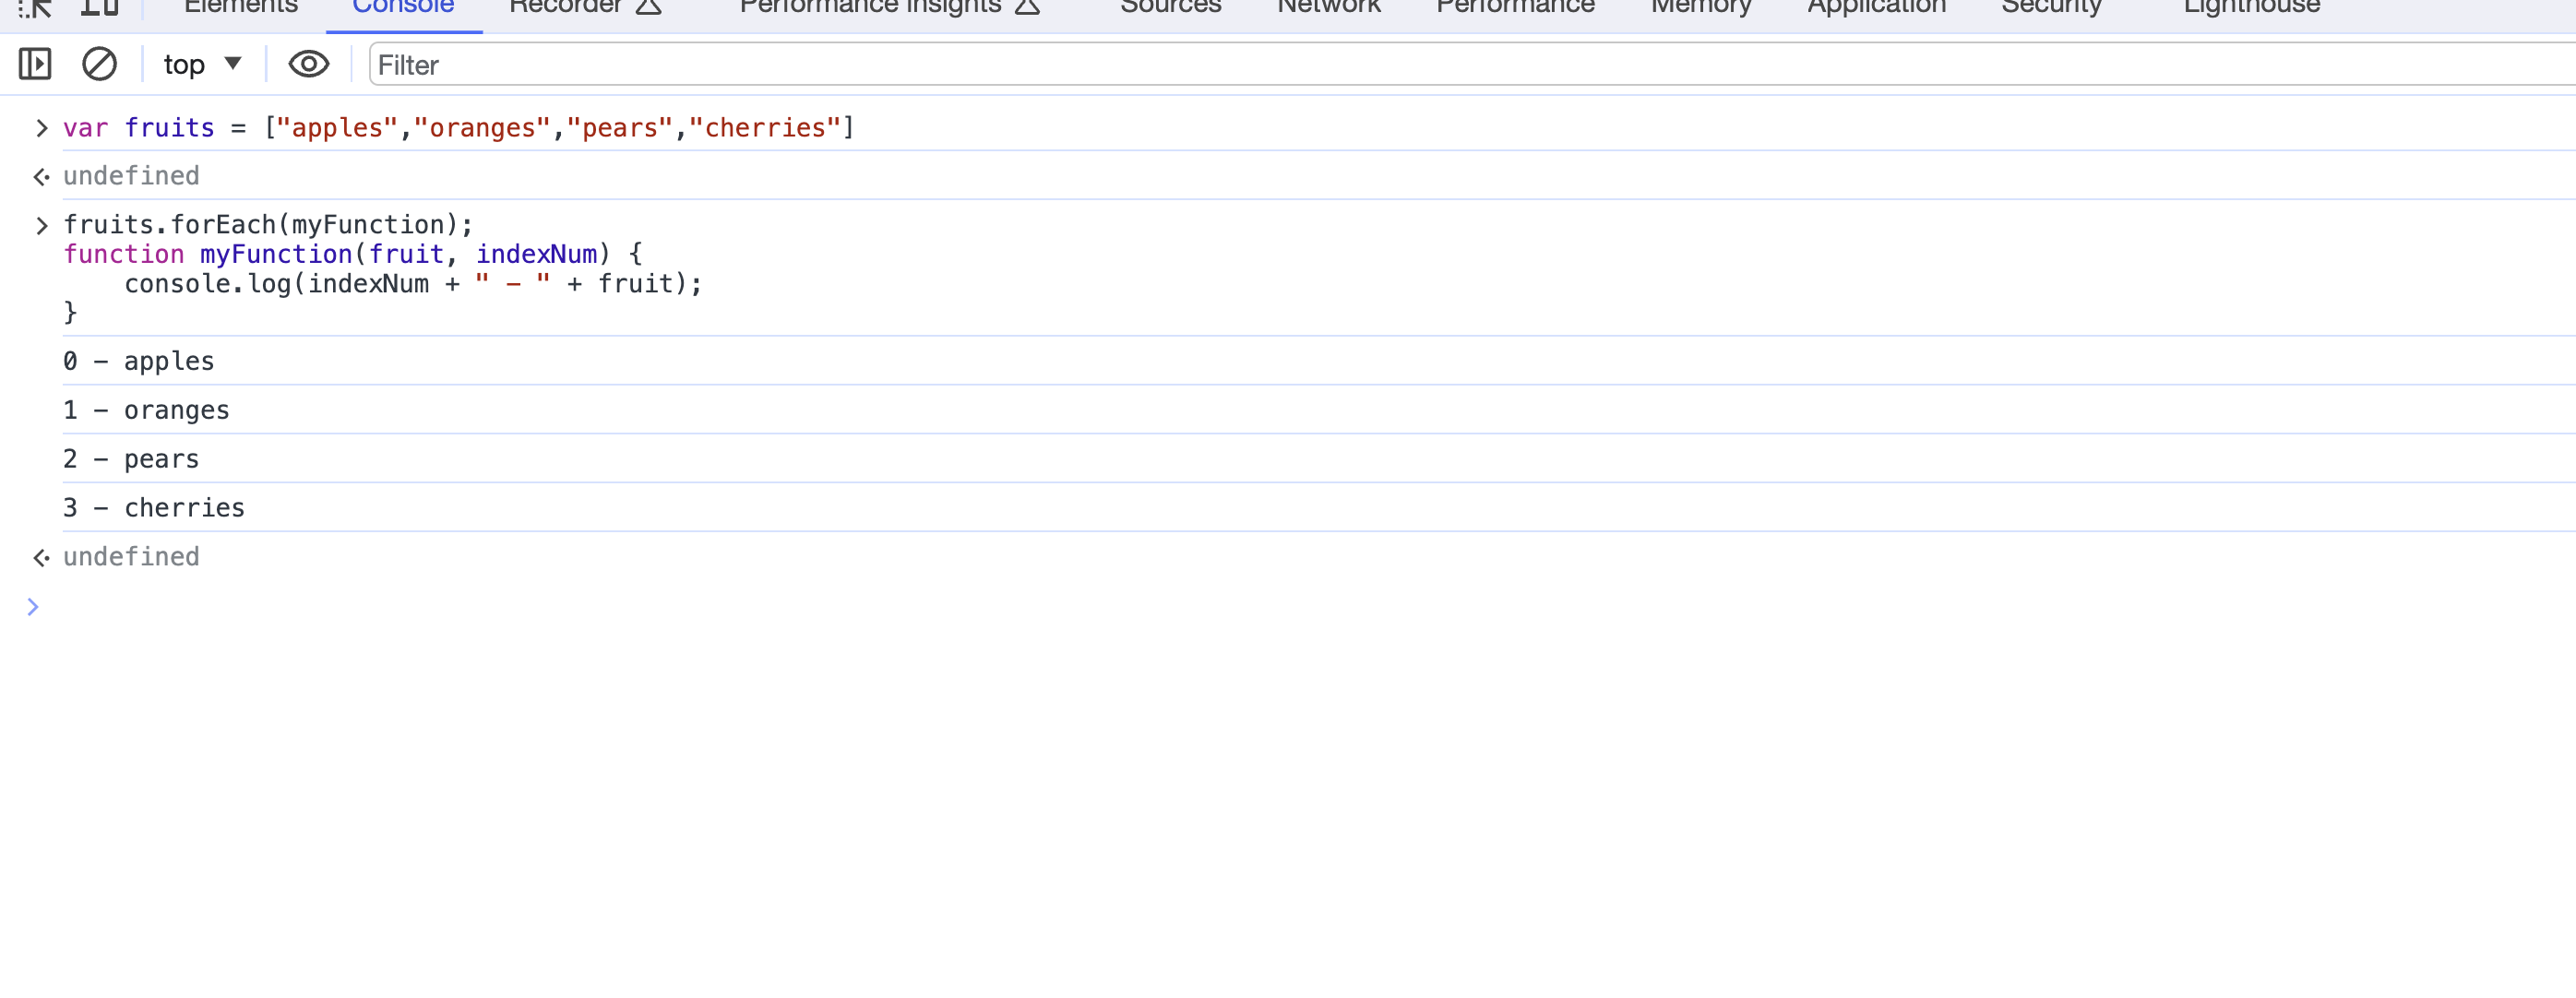 Elements Console Recorder Performance insights Sources Network Performance Memory Application Security Lighthouse
top Filter
var fruits = ["apples","oranges","pears","cherries"]
undefined
fruits.forEach(myFunction);
function myFunction(fruit, indexNum) {
    console.log(indexNum + " - " + fruit);
}
0 - apples
1 - oranges
2 - pears
3 - cherries
undefined